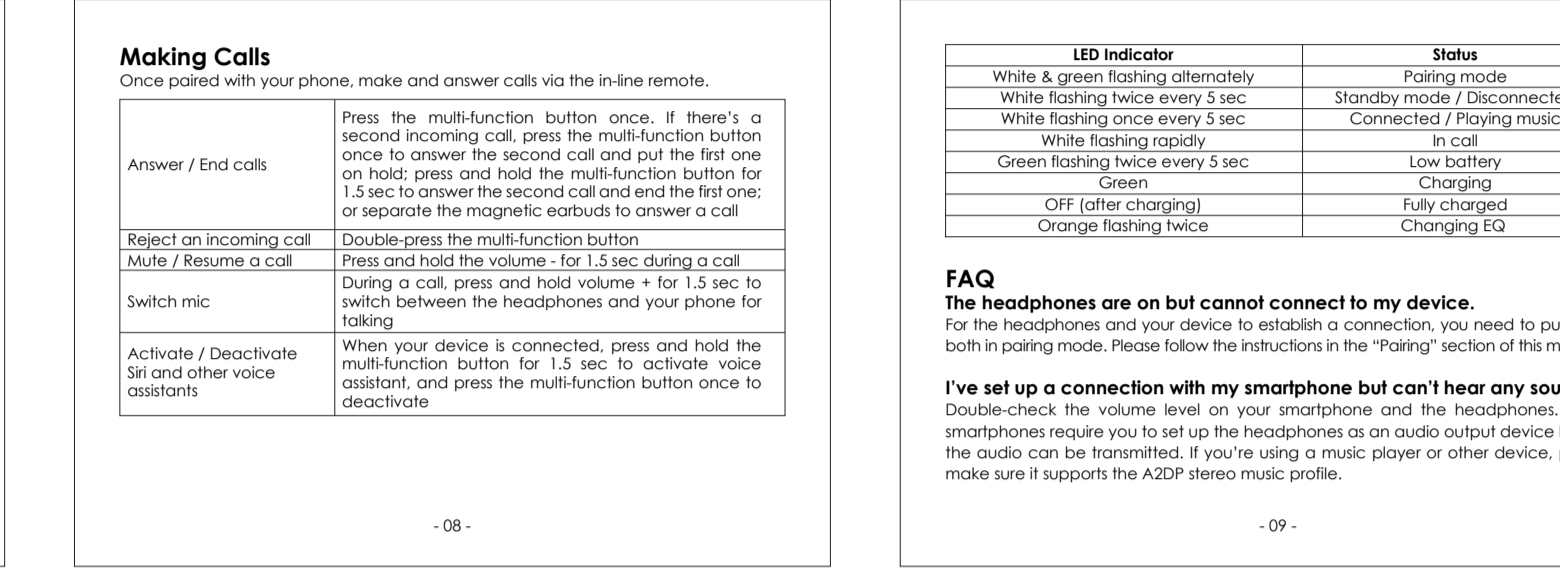 Making Calls
Once paired with your phone, make and answer calls via the in-line remote.
Answer / End calls
Press the multi-function button once. If there's a
second incoming call, press the multi-function button
once to answer the second call and put the first one
on hold; press and hold the multi-function button for
1.5 sec to answer the second call and end the first one;
or separate the magnetic earbuds to answer a call
Reject an incoming call
Double-press the multi-function button
Mute / Resume a call
Press and hold the volume - for 1.5 sec during a call
Switch mic
During a call, press and hold volume + for 1.5 sec to
switch between the headphones and your phone for
talking
Activate / Deactivate
Siri and other voice
assistants
When your device is connected, press and hold the
multi-function button for 1.5 sec to activate voice
assistant, and press the multi-function button once to
deactivate
- 08 -
LED Indicator Status
White & green flashing alternately Pairing mode
White flashing twice every 5 sec Standby mode / Disconnecte
White flashing once every 5 sec Connected / Playing music
White flashing rapidly In call
Green flashing twice every 5 sec Low battery
Green Charging
OFF (after charging) Fully charged
Orange flashing twice Changing EQ
FAQ
The headphones are on but cannot connect to my device.
For the headphones and your device to establish a connection, you need to pu
both in pairing mode. Please follow the instructions in the “Pairing” section of this m
I've set up a connection with my smartphone but can't hear any sou
Double-check the volume level on your smartphone and the headphones.
smartphones require you to set up the headphones as an audio output device
the audio can be transmitted. If you're using a music player or other device,
make sure it supports the A2DP stereo music profile.
- 09 -